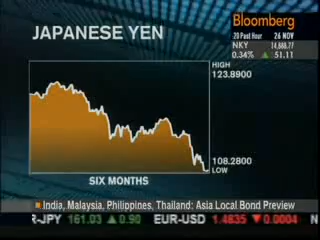 JAPANESE YEN
Bloomberg
20 Past Hour 26 NOV
NKY 14,888.77
0.34% ▲ 51.11
HIGH
123.8900
108.2800
LOW
SIX MONTHS
India, Malaysia, Philippines, Thailand: Asia Local Bond Preview
R-JPY 161.03 ▲0.90 EUR-USD 1.4835 ▼0.0004 N